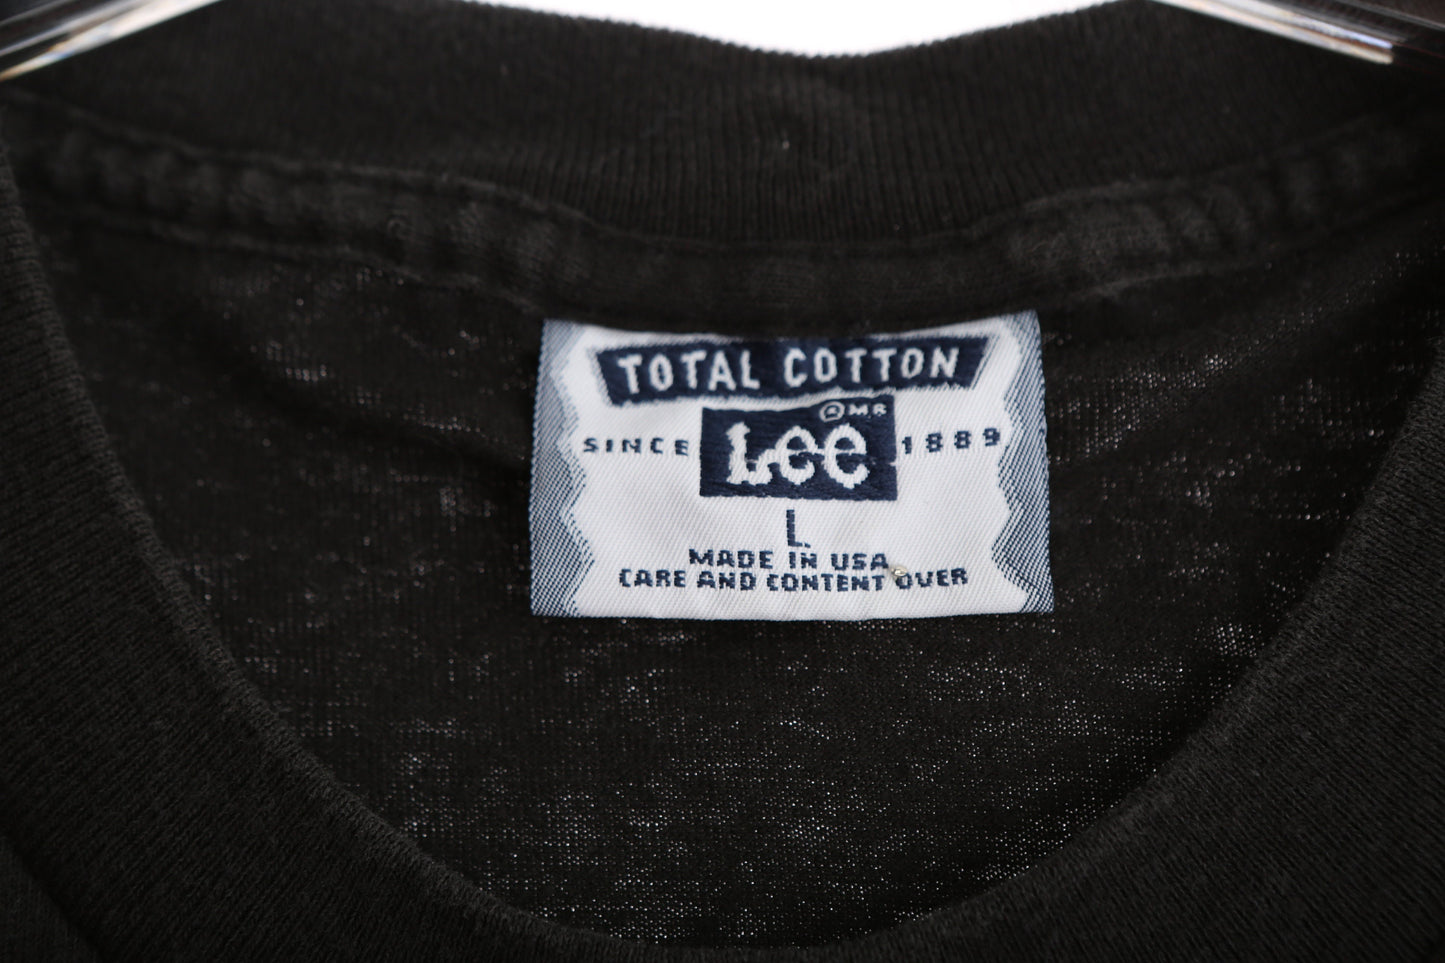 TOTAL COTTON
®MR
SINCE Lee 1889
L
MADE IN USA
CARE AND CONTENT OVER